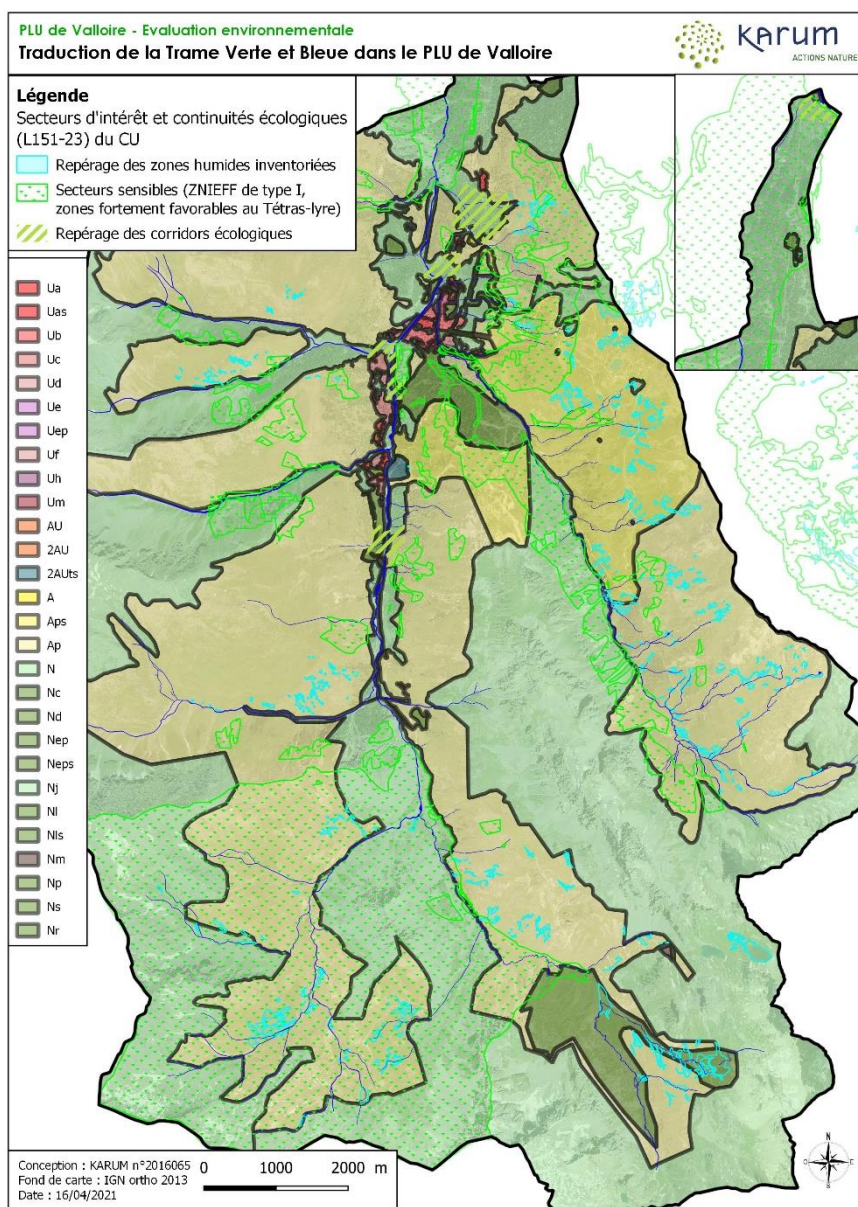 PLU de Valloire - Evaluation environnementale
Traduction de la Trame Verte et Bleue dans le PLU de Valloire
KARUM
ACTIONS NATURE
Légende
Secteurs d'intérêt et continuités écologiques
(L151-23) du CU
Repérage des zones humides inventoriées
Secteurs sensibles (ZNIEFF de type I,
zones fortement favorables au Tétras-lyre)
Repérage des corridors écologiques
Ua
Uas
Ub
Uc
Ud
Ue
Uep
Uf
Uh
Um
AU
2AU
2AUts
A
Aps
Ap
N
Nc
Nd
Nep
Neps
Nj
Nl
Nls
Nm
Np
Ns
Nr
Conception : KARUM n°2016065
Fond de carte : IGN ortho 2013
Date : 16/04/2021
0 1000 2000 m
N
O E
S